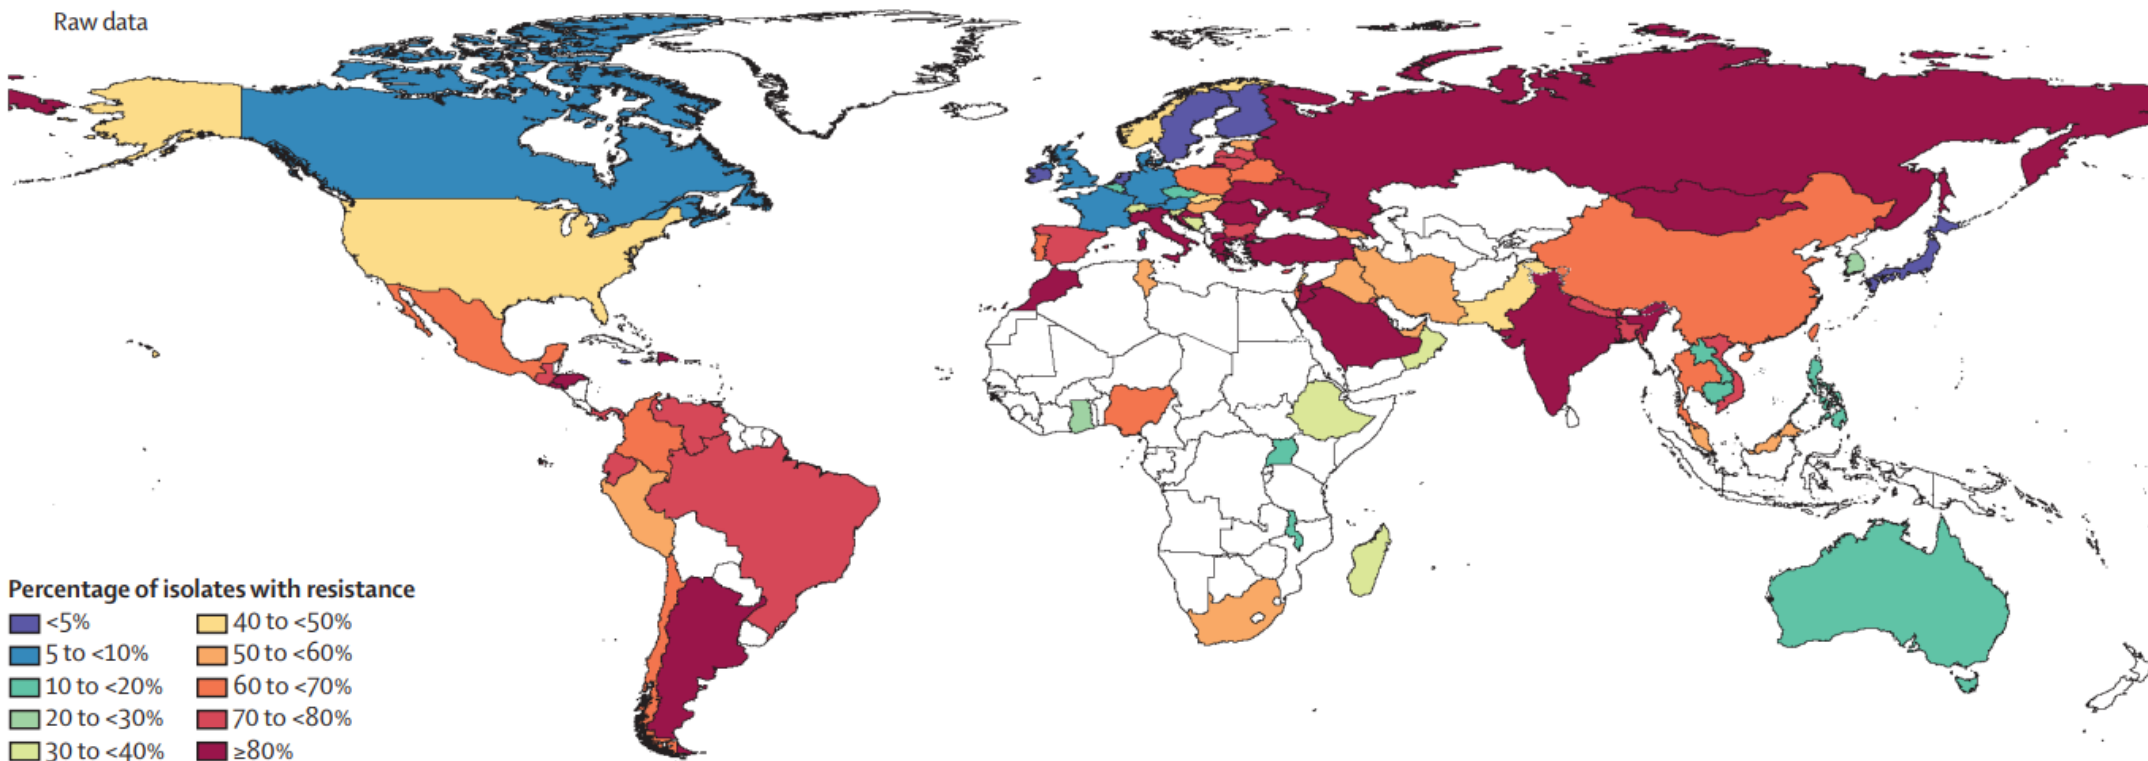 Raw data
Percentage of isolates with resistance
<5%
5 to <10%
10 to <20%
20 to <30%
30 to <40%
40 to <50%
50 to <60%
60 to <70%
70 to <80%
≥80%